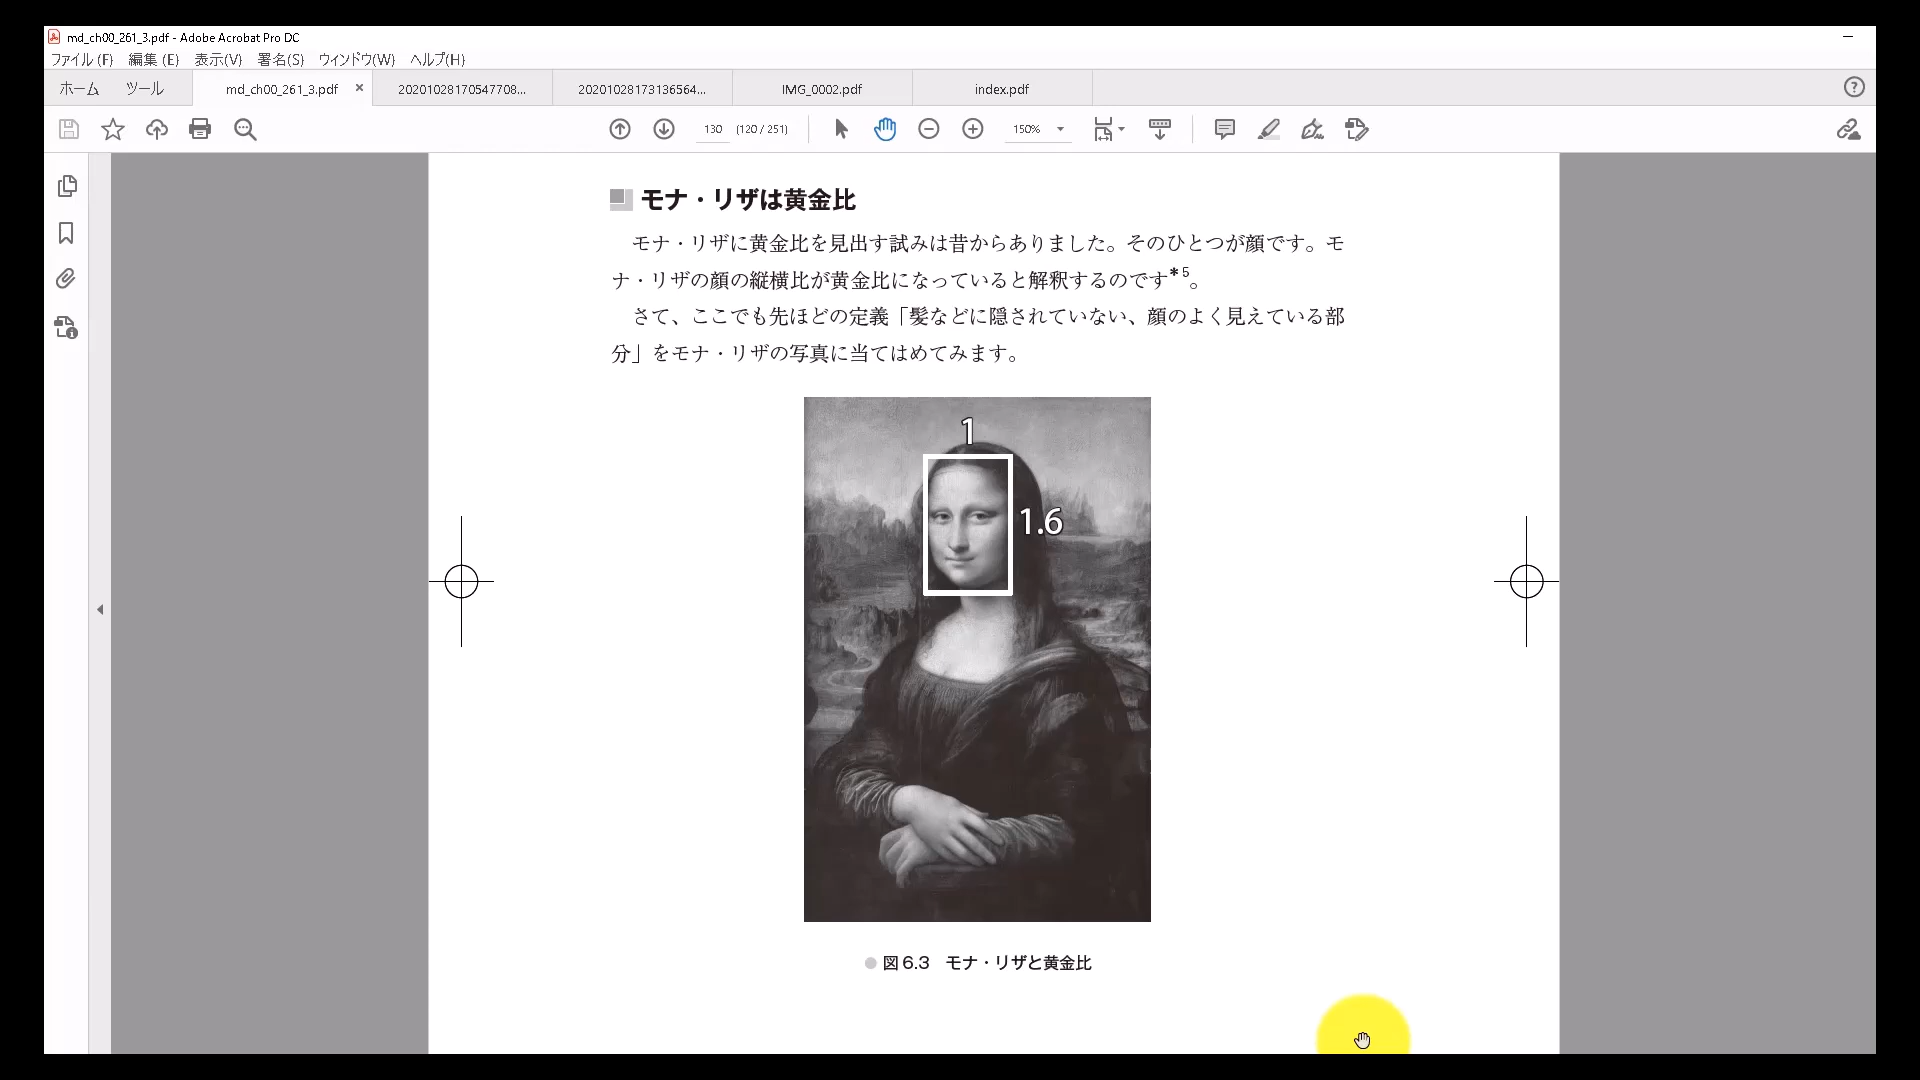 md_ch00_261_3.pdf - Adobe Acrobat Pro DC
ファイル(F) 編集(E) 表示(V) 署名(S) ウィンドウ(W) ヘルプ(H)
ホーム ツール md_ch00_261_3.pdf × 20201028170547708... 20201028173136564... IMG_0002.pdf index.pdf
130 (120 / 251) 150%
モナ・リザは黄金比
モナ・リザに黄金比を見出す試みは昔からありました。そのひとつが顔です。モ
ナ・リザの顔の縦横比が黄金比になっていると解釈するのです*5。
さて、ここでも先ほどの定義「髪などに隠されていない、顔のよく見えている部
分」をモナ・リザの写真に当てはめてみます。
1
1.6
図6.3 モナ・リザと黄金比